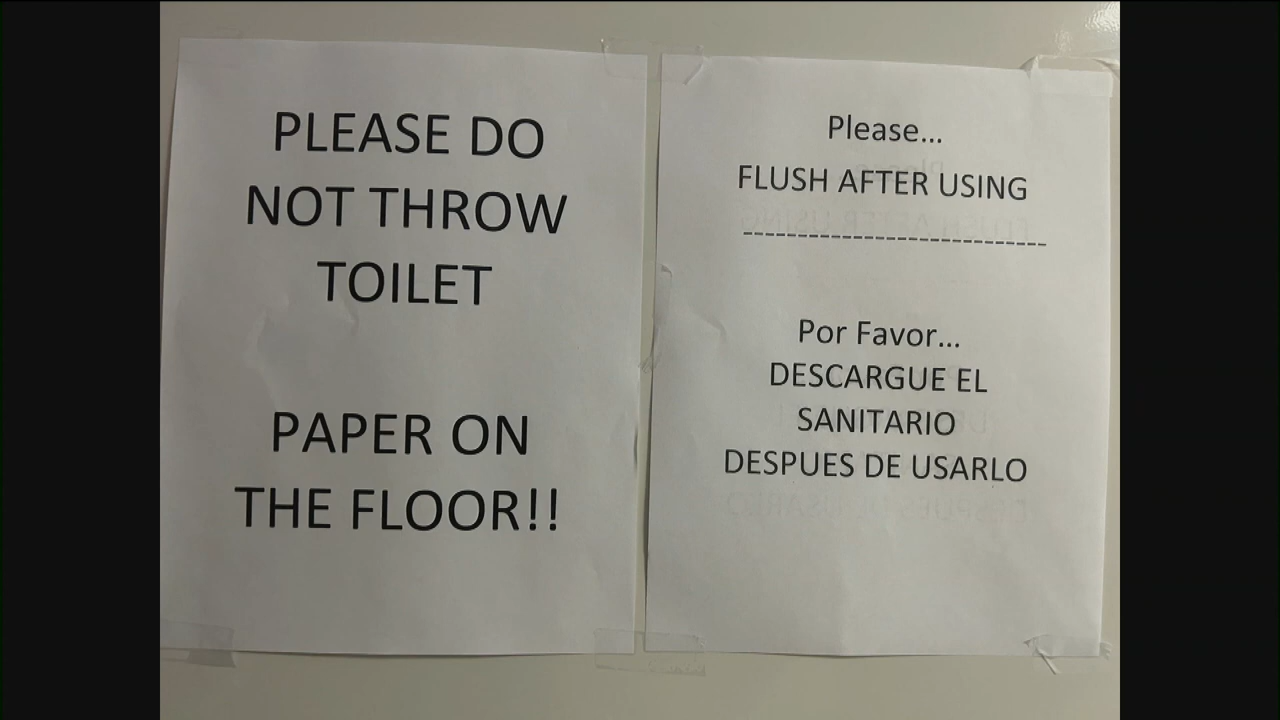 PLEASE DO
NOT THROW
TOILET
PAPER ON
THE FLOOR!!
Please...
FLUSH AFTER USING
----------------------------
Por Favor...
DESCARGUE EL
SANITARIO
DESPUES DE USARLO